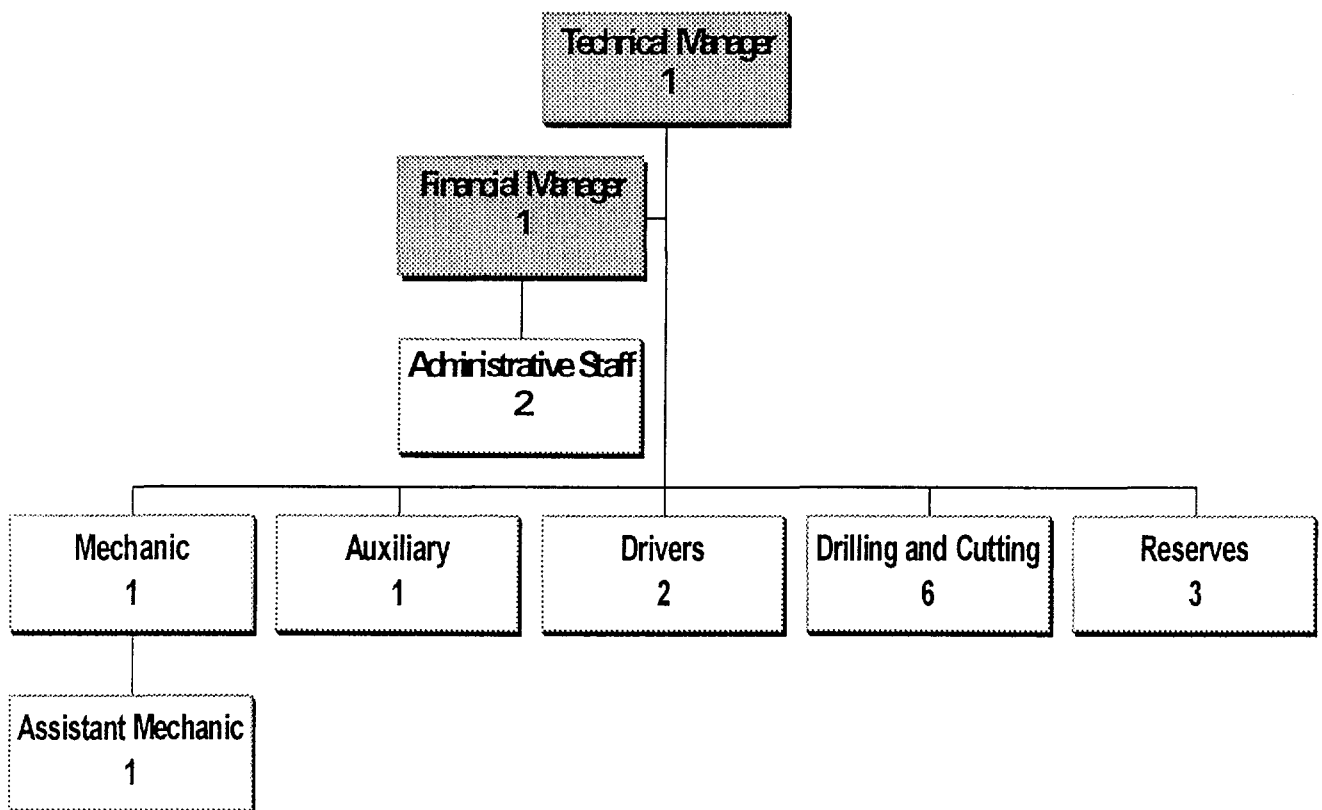 Technical Manager
1
Financial Manager
1
Administrative Staff
2
Mechanic
1
Auxiliary
1
Drivers
2
Drilling and Cutting
6
Reserves
3
Assistant Mechanic
1